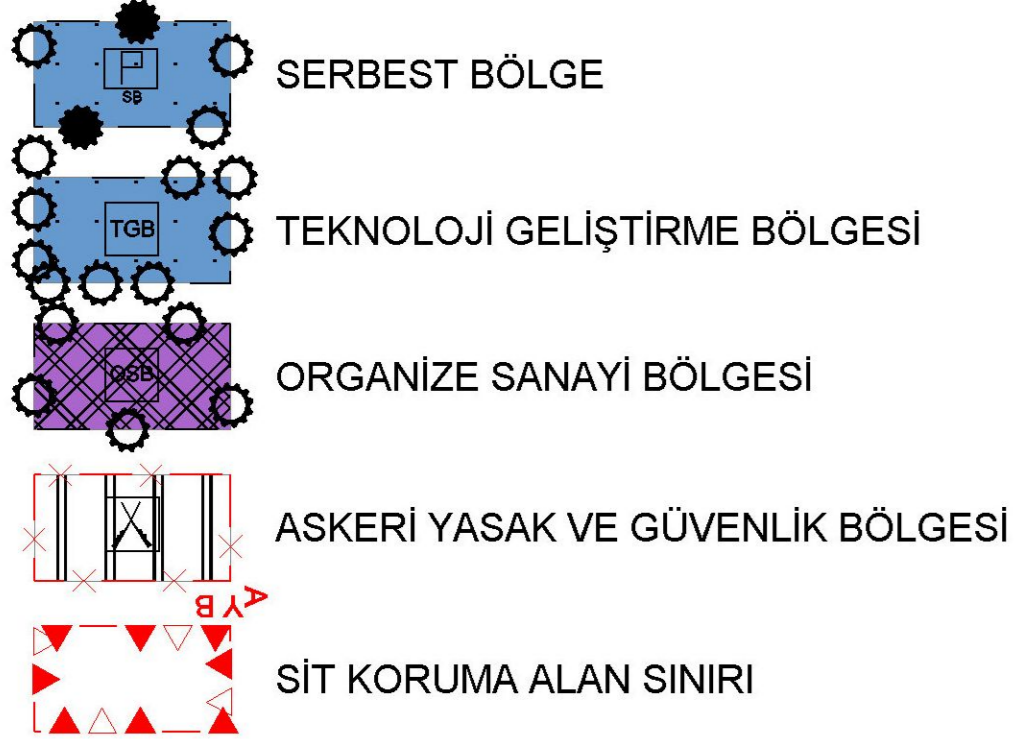 P
SB
SERBEST BÖLGE
TGB
TEKNOLOJİ GELİŞTİRME BÖLGESİ
OSB
ORGANİZE SANAYİ BÖLGESİ
ASKERİ YASAK VE GÜVENLİK BÖLGESİ
A Y B
SİT KORUMA ALAN SINIRI